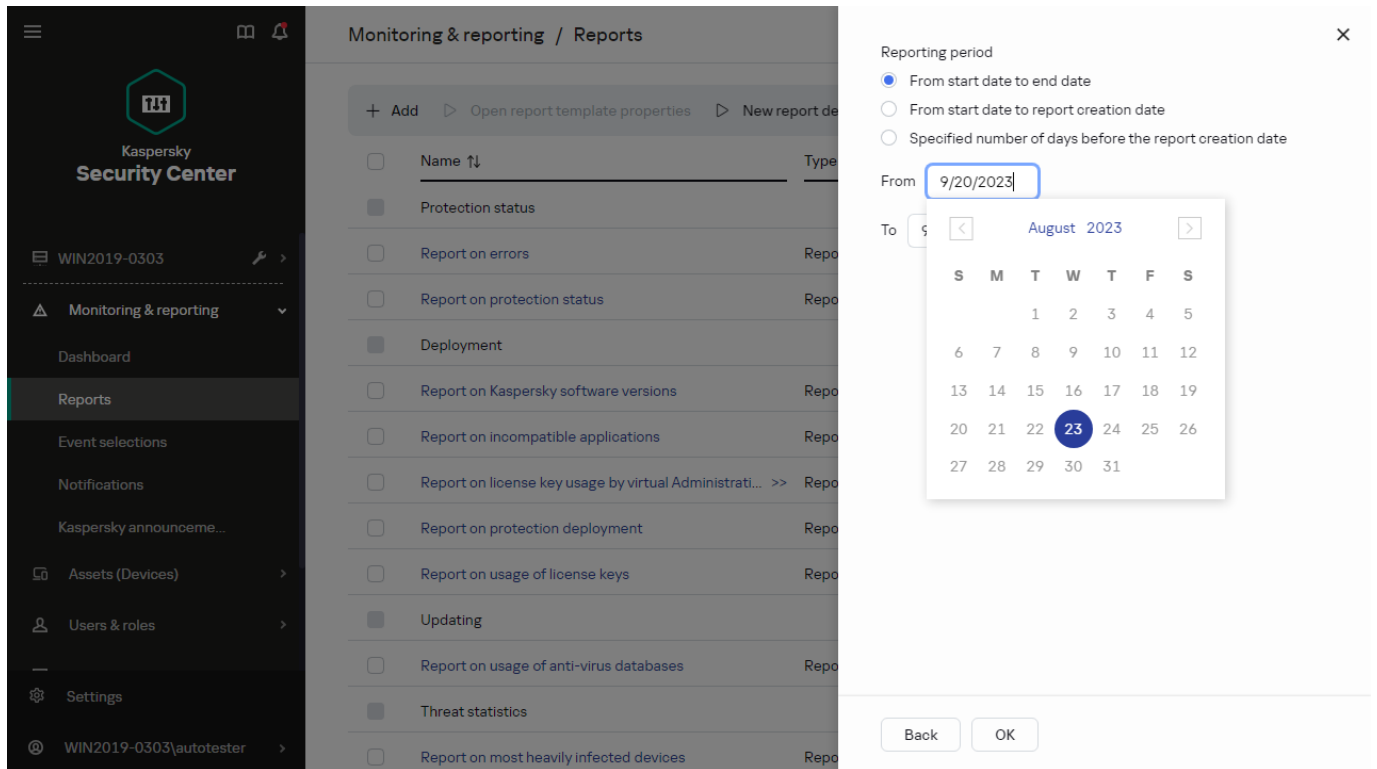 Kaspersky
Security Center
WIN2019-0303
Monitoring & reporting
Dashboard
Reports
Event selections
Notifications
Kaspersky announceme...
Assets (Devices)
Users & roles
Settings
WIN2019-0303\autotester
Monitoring & reporting / Reports
Add Open report template properties New report de
Name Type
Protection status
Report on errors Repo
Report on protection status Repo
Deployment
Report on Kaspersky software versions Repo
Report on incompatible applications Repo
Report on license key usage by virtual Administrati... >> Repo
Report on protection deployment Repo
Report on usage of license keys Repo
Updating
Report on usage of anti-virus databases Repo
Threat statistics
Report on most heavily infected devices Repo
Reporting period
From start date to end date
From start date to report creation date
Specified number of days before the report creation date
From 9/20/2023
To
August 2023
S M T W T F S
1 2 3 4 5
6 7 8 9 10 11 12
13 14 15 16 17 18 19
20 21 22 23 24 25 26
27 28 29 30 31
Back OK